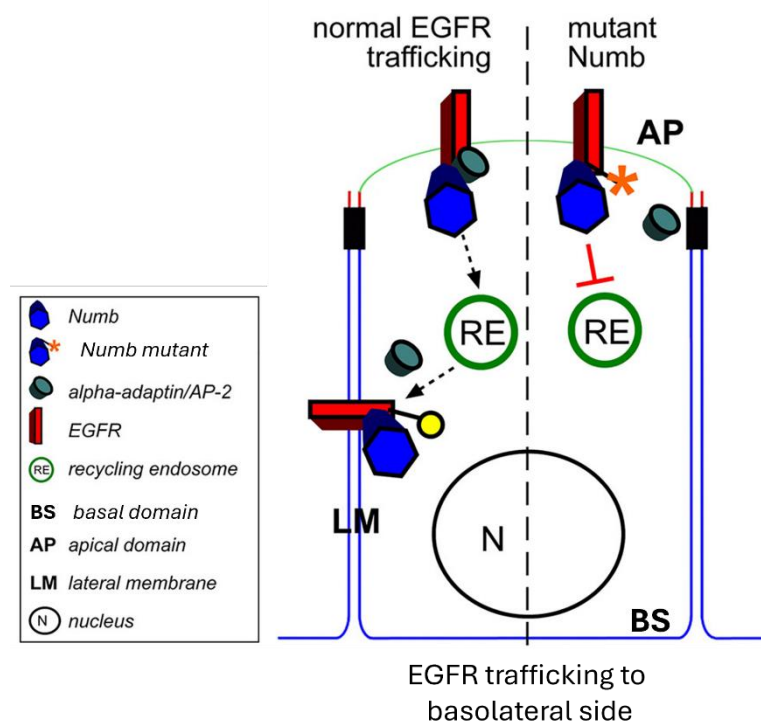 normal EGFR
trafficking
mutant
Numb
AP
RE
RE
LM
N
BS
Numb
Numb mutant
alpha-adaptin/AP-2
EGFR
RE recycling endosome
BS basal domain
AP apical domain
LM lateral membrane
N nucleus
EGFR trafficking to
basolateral side